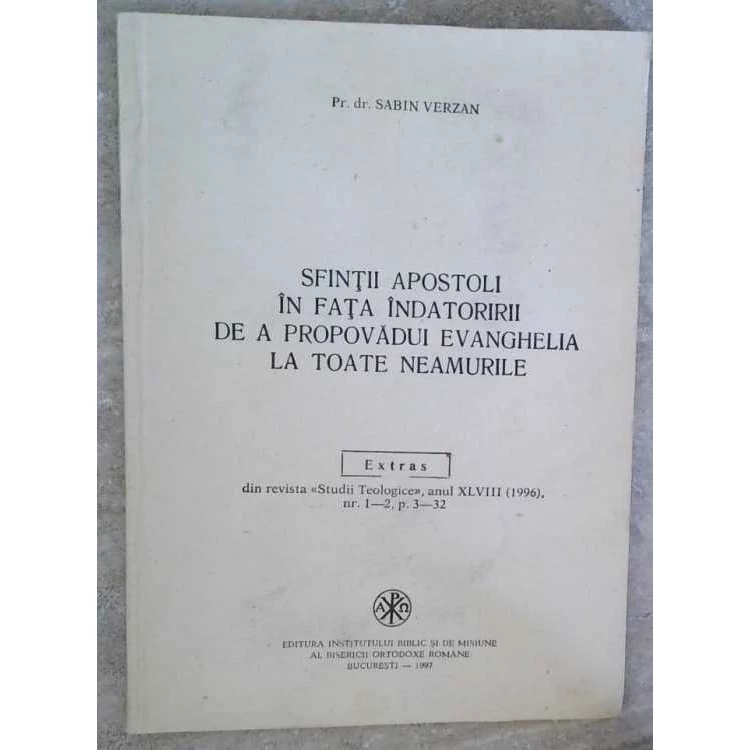 Pr. dr. SABIN VERZAN
SFINŢII APOSTOLI
ÎN FAŢA ÎNDATORIRII
DE A PROPOVĂDUI EVANGHELIA
LA TOATE NEAMURILE
Extras
din revista «Studii Teologice», anul XLVIII (1996),
nr. 1—2, p. 3—32
A P Ω
EDITURA INSTITUTULUI BIBLIC ŞI DE MISIUNE
AL BISERICII ORTODOXE ROMANE
BUCUREŞTI — 1997